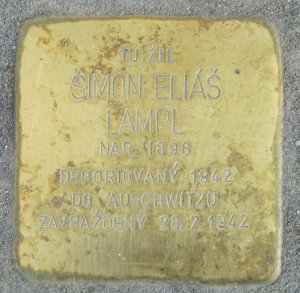 TU ŽIL
ŠIMON ELIÁŠ
LAMPL
NAR. 1896
DEPORTOVANÝ 1942
DO AUSCHWITZU
ZAVRAŽDENÝ 28.7.1942